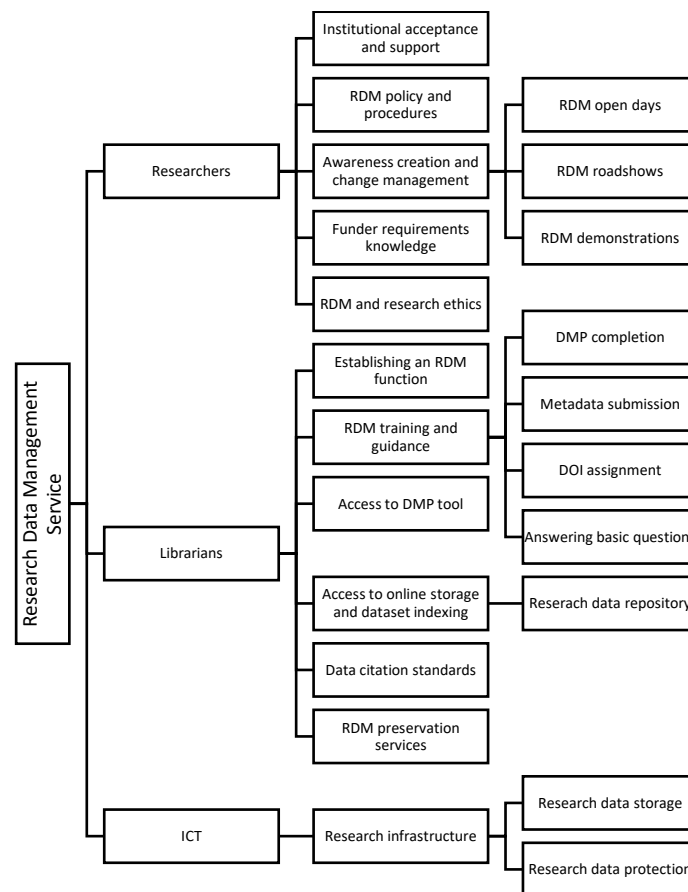 Research Data Management
Service
Researchers
Institutional acceptance
and support
RDM policy and
procedures
Awareness creation and
change management
RDM open days
RDM roadshows
RDM demonstrations
Funder requirements
knowledge
RDM and research ethics
Librarians
Establishing an RDM
function
RDM training and
guidance
DMP completion
Metadata submission
DOI assignment
Answering basic question
Access to DMP tool
Access to online storage
and dataset indexing
Reserach data repository
Data citation standards
RDM preservation
services
ICT
Research infrastructure
Research data storage
Research data protection